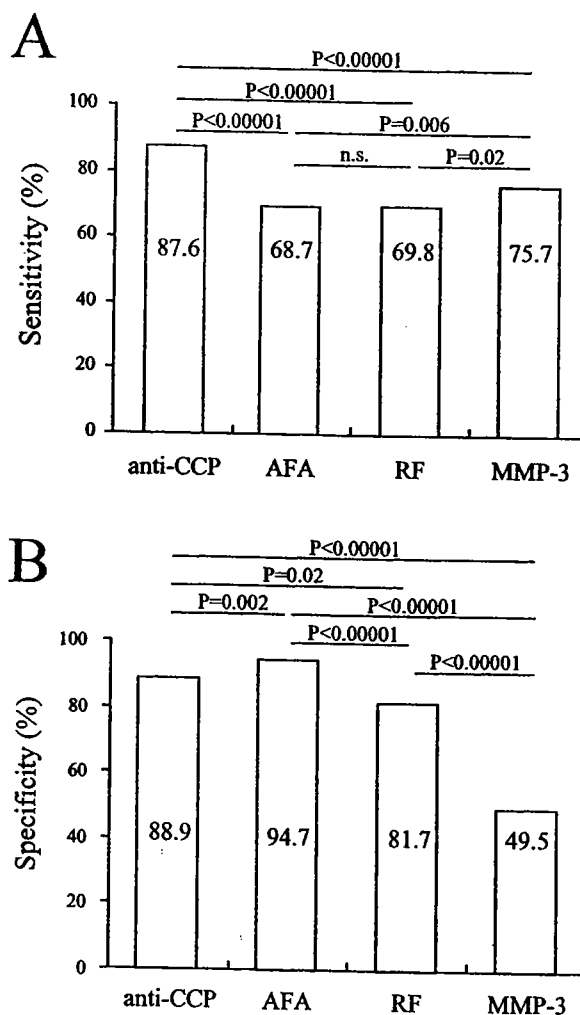 A
P<0.00001
P<0.00001
P<0.00001 P=0.006
n.s. P=0.02
100
80
60
40
20
0
Sensitivity (%)
87.6 68.7 69.8 75.7
anti-CCP AFA RF MMP-3
B
P<0.00001
P=0.02
P=0.002 P<0.00001
P<0.00001
P<0.00001
100
80
60
40
20
0
Specificity (%)
88.9 94.7 81.7 49.5
anti-CCP AFA RF MMP-3